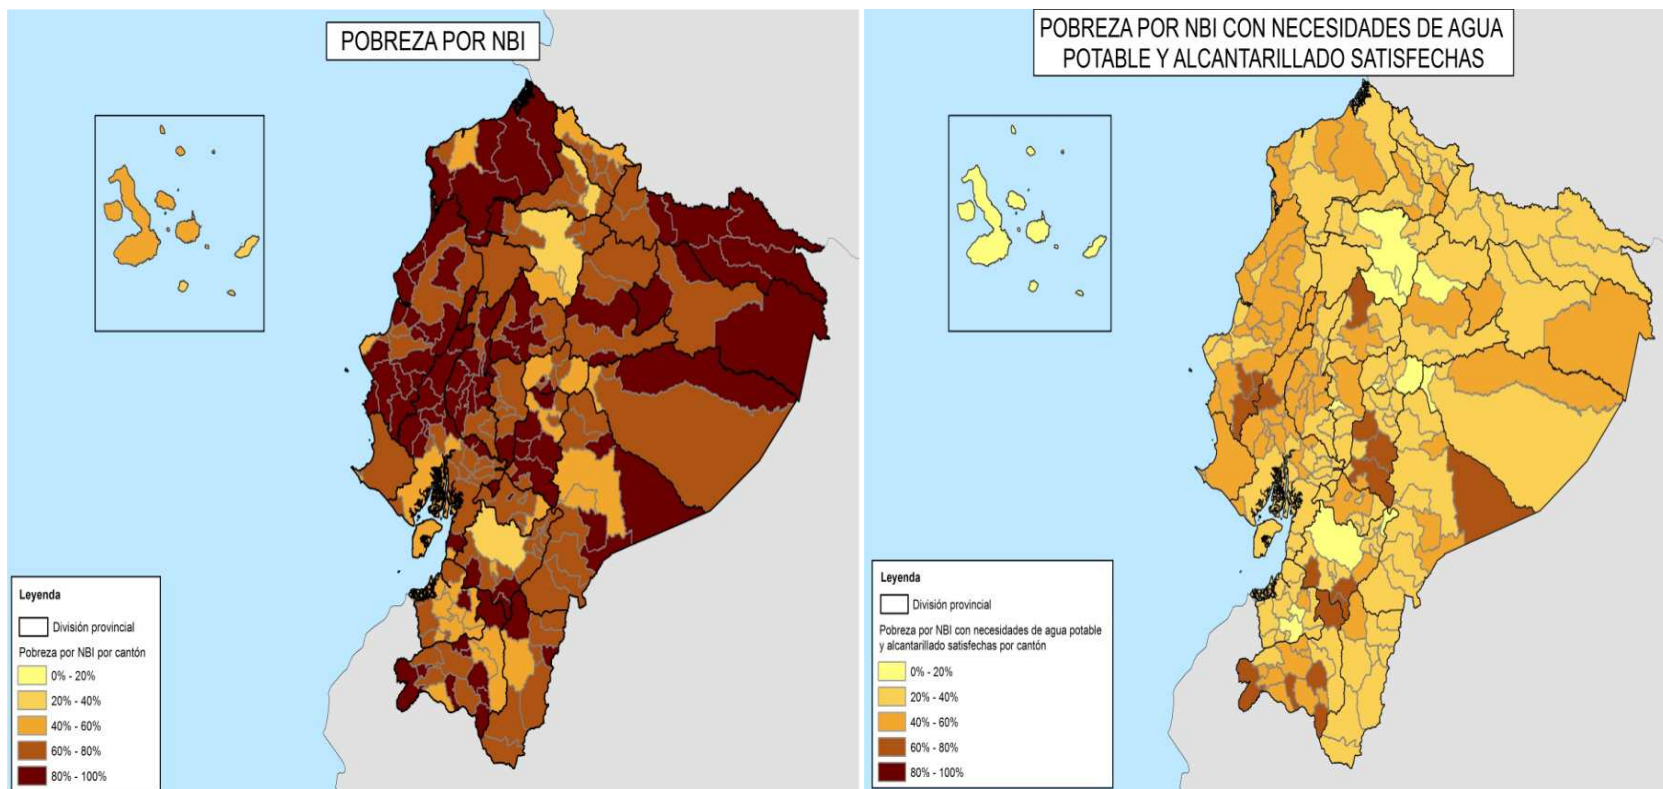 POBREZA POR NBI
Leyenda
División provincial
Pobreza por NBI por cantón
0% - 20%
20% - 40%
40% - 60%
60% - 80%
80% - 100%
POBREZA POR NBI CON NECESIDADES DE AGUA
POTABLE Y ALCANTARILLADO SATISFECHAS
Leyenda
División provincial
Pobreza por NBI con necesidades de agua potable
y alcantarillado satisfechas por cantón
0% - 20%
20% - 40%
40% - 60%
60% - 80%
80% - 100%